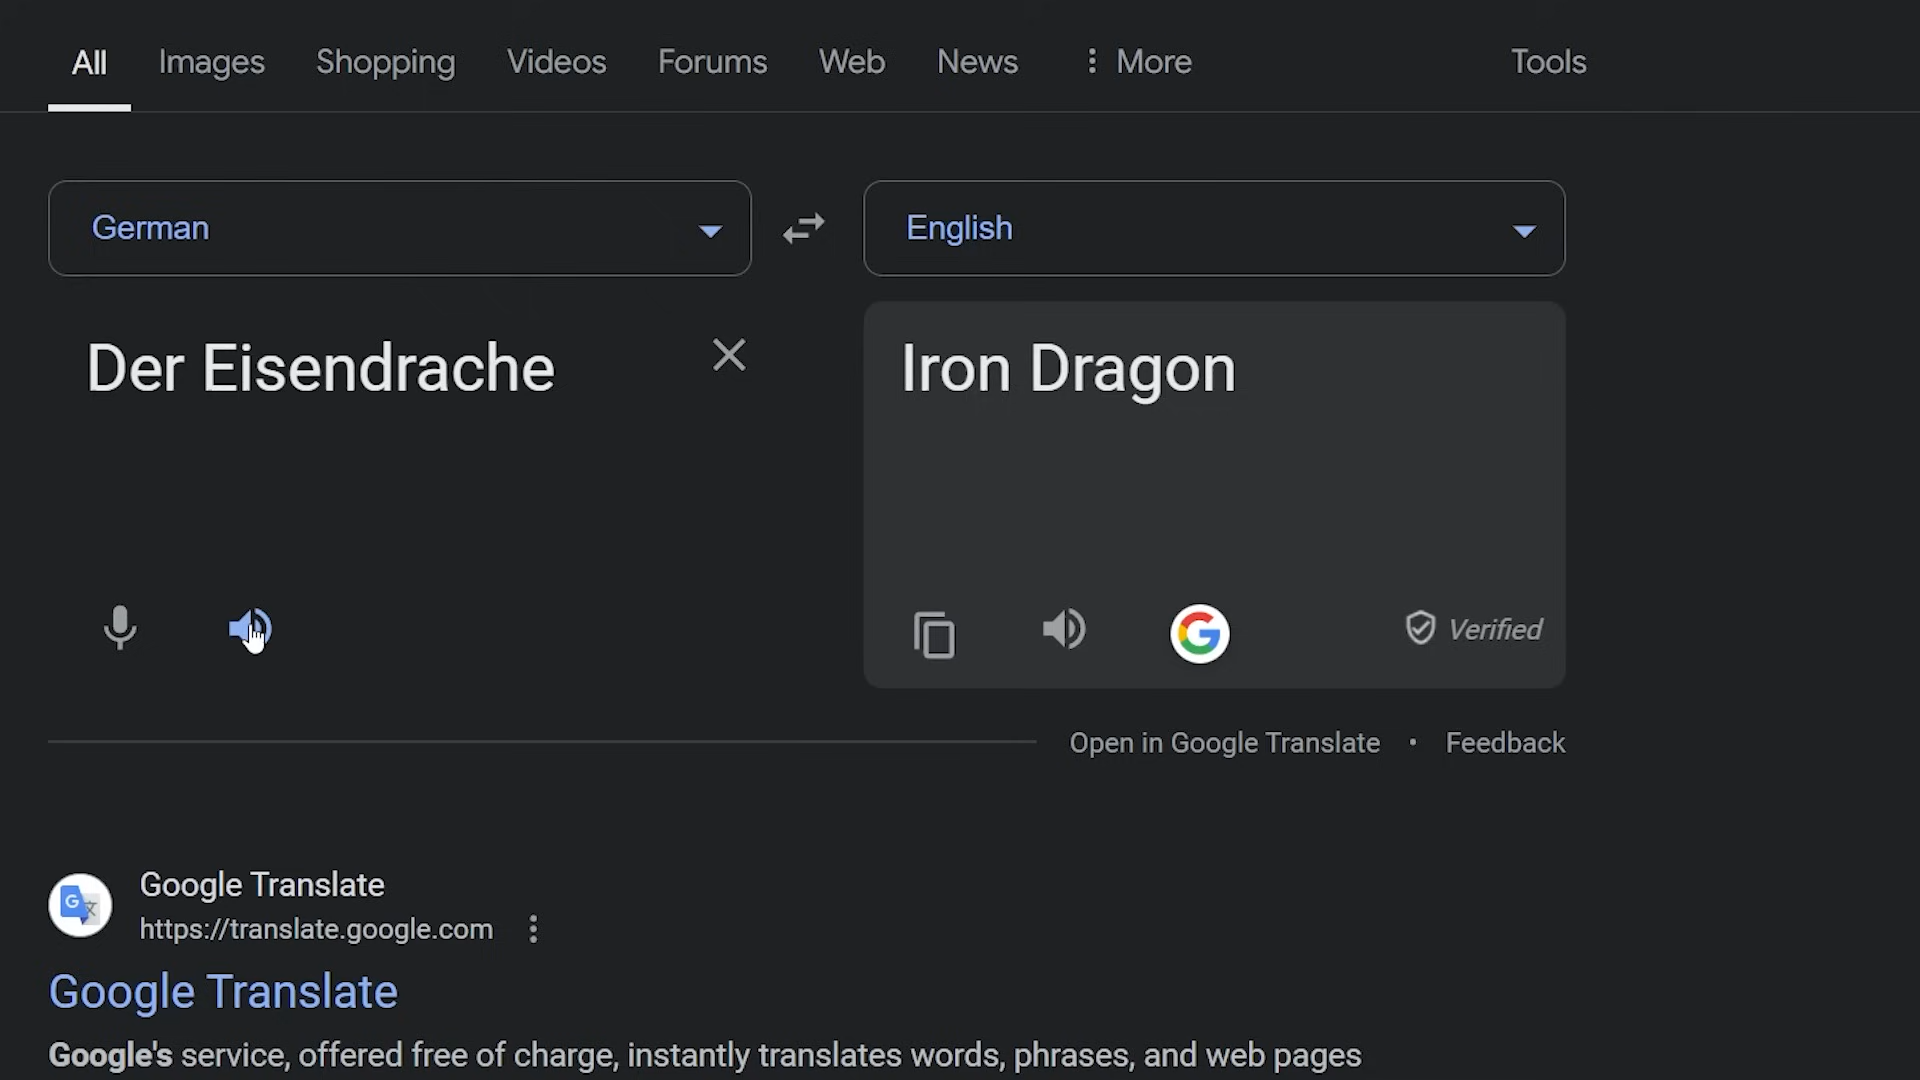 All Images Shopping Videos Forums Web News More Tools
German English
Der Eisendrache Iron Dragon
Verified
Open in Google Translate • Feedback
Google Translate
https://translate.google.com
Google Translate
Google's service, offered free of charge, instantly translates words, phrases, and web pages